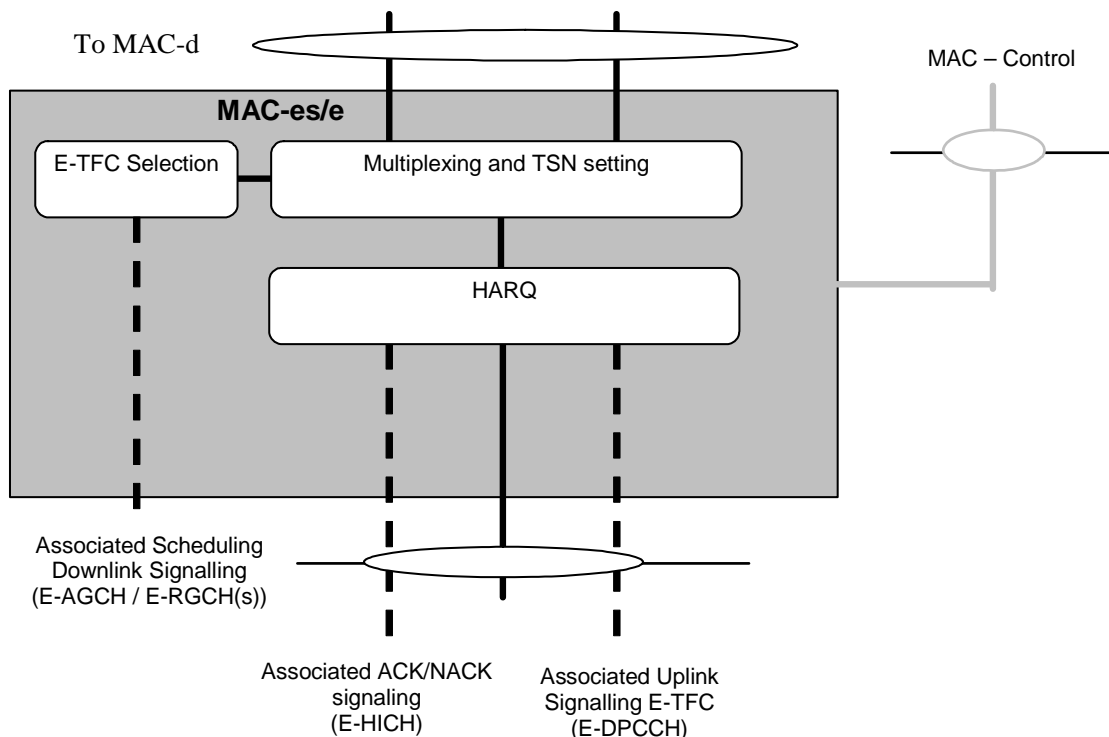 To MAC-d
MAC – Control
MAC-es/e
E-TFC Selection
Multiplexing and TSN setting
HARQ
Associated Scheduling
Downlink Signalling
(E-AGCH / E-RGCH(s))
Associated ACK/NACK
signaling
(E-HICH)
Associated Uplink
Signalling E-TFC
(E-DPCCH)